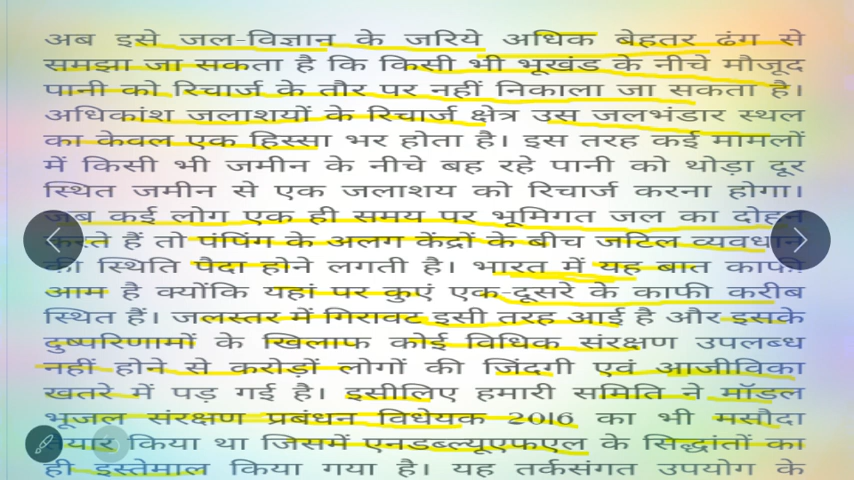 अब इसे जल-विज्ञान के जरिये अधिक बेहतर ढंग से
समझा जा सकता है कि किसी भी भूखंड के नीचे मौजूद
पानी को रिचार्ज के तौर पर नहीं निकाला जा सकता है।
अधिकांश जलाशयों के रिचार्ज क्षेत्र उस जलभंडार स्थल
का केवल एक हिस्सा भर होता है। इस तरह कई मामलों
में किसी भी जमीन के नीचे बह रहे पानी को थोड़ा दूर
स्थित जमीन से एक जलाशय को रिचार्ज करना होगा।
जब कई लोग एक ही समय पर भूमिगत जल का दोहन
करते हैं तो पंपिंग के अलग केंद्रों के बीच जटिल व्यवधान
की स्थिति पैदा होने लगती है। भारत में यह बात काफी
आम है क्योंकि यहां पर कुएं एक-दूसरे के काफी करीब
स्थित हैं। जलस्तर में गिरावट इसी तरह आई है और इसके
दुष्परिणामों के खिलाफ कोई विधिक संरक्षण उपलब्ध
नहीं होने से करोड़ों लोगों की जिंदगी एवं आजीविका
खतरे में पड़ गई है। इसीलिए हमारी समिति ने मॉडल
भूजल संरक्षण प्रबंधन विधेयक 2016 का भी मसौदा
तैयार किया था जिसमें एनडब्ल्यूएफएल के सिद्धांतों का
ही इस्तेमाल किया गया है। यह तर्कसंगत उपयोग के